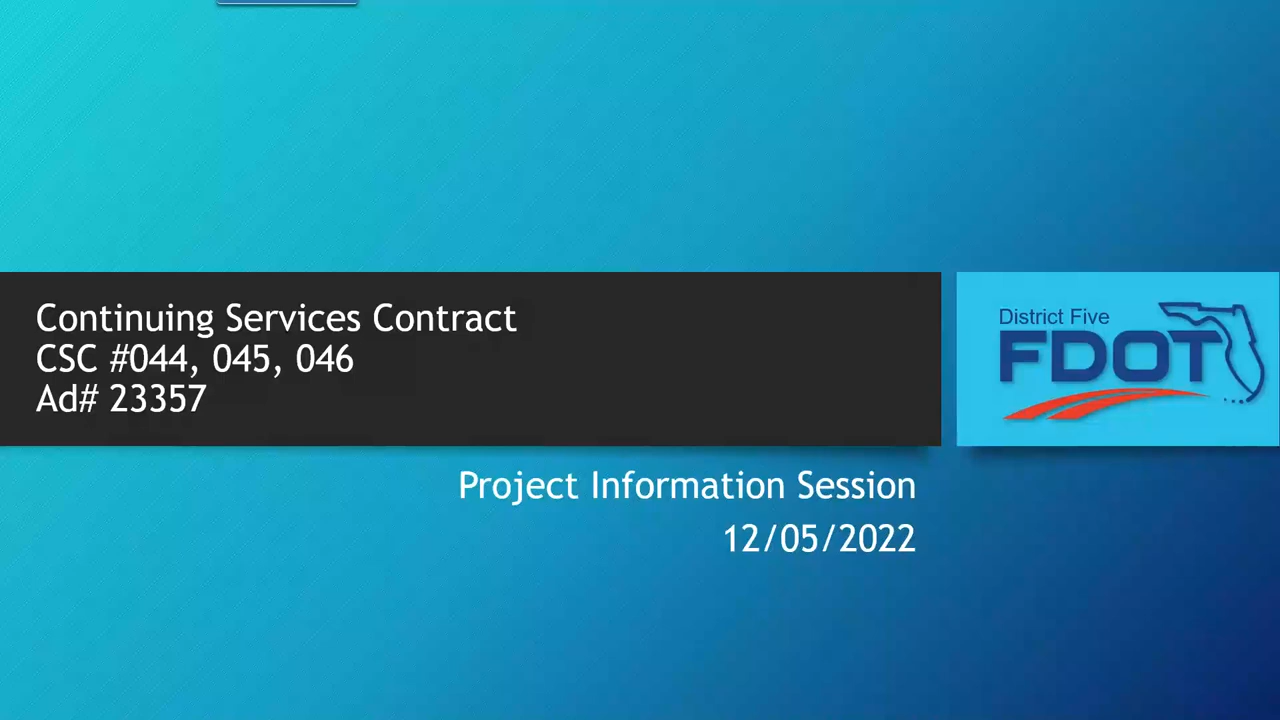 Continuing Services Contract
CSC #044, 045, 046
Ad# 23357
District Five
FDOT
Project Information Session
12/05/2022